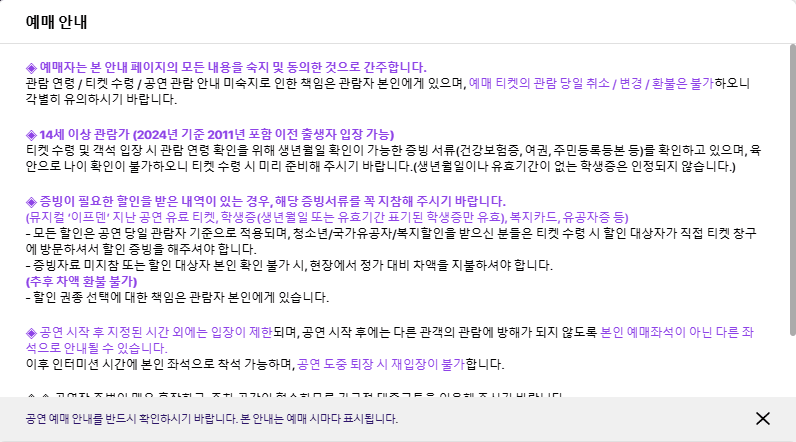 예매 안내
◈ 예매자는 본 안내 페이지의 모든 내용을 숙지 및 동의한 것으로 간주합니다.
관람 연령 / 티켓 수령 / 공연 관람 안내 미숙지로 인한 책임은 관람자 본인에게 있으며, 예매 티켓의 관람 당일 취소 / 변경 / 환불은 불가하오니
각별히 유의하시기 바랍니다.
◈ 14세 이상 관람가 (2024년 기준 2011년 포함 이전 출생자 입장 가능)
티켓 수령 및 객석 입장 시 관람 연령 확인을 위해 생년월일 확인이 가능한 증빙 서류(건강보험증, 여권, 주민등록등본 등)를 확인하고 있으며, 육
안으로 나이 확인이 불가하오니 티켓 수령 시 미리 준비해 주시기 바랍니다.(생년월일이나 유효기간이 없는 학생증은 인정되지 않습니다.)
◈ 증빙이 필요한 할인을 받은 내역이 있는 경우, 해당 증빙서류를 꼭 지참해 주시기 바랍니다.
(뮤지컬 ‘이프덴’ 지난 공연 유료 티켓, 학생증(생년월일 또는 유효기간 표기된 학생증만 유효), 복지카드, 유공자증 등)
- 모든 할인은 공연 당일 관람자 기준으로 적용되며, 청소년/국가유공자/복지할인을 받으신 분들은 티켓 수령 시 할인 대상자가 직접 티켓 창구
에 방문하셔서 할인 증빙을 해주셔야 합니다.
- 증빙자료 미지참 또는 할인 대상자 본인 확인 불가 시, 현장에서 정가 대비 차액을 지불하셔야 합니다.
(추후 차액 환불 불가)
- 할인 권종 선택에 대한 책임은 관람자 본인에게 있습니다.
◈ 공연 시작 후 지정된 시간 외에는 입장이 제한되며, 공연 시작 후에는 다른 관객의 관람에 방해가 되지 않도록 본인 예매좌석이 아닌 다른 좌
석으로 안내될 수 있습니다.
이후 인터미션 시간에 본인 좌석으로 착석 가능하며, 공연 도중 퇴장 시 재입장이 불가합니다.
공연 예매 안내를 반드시 확인하시기 바랍니다. 본 안내는 예매 시마다 표시됩니다.